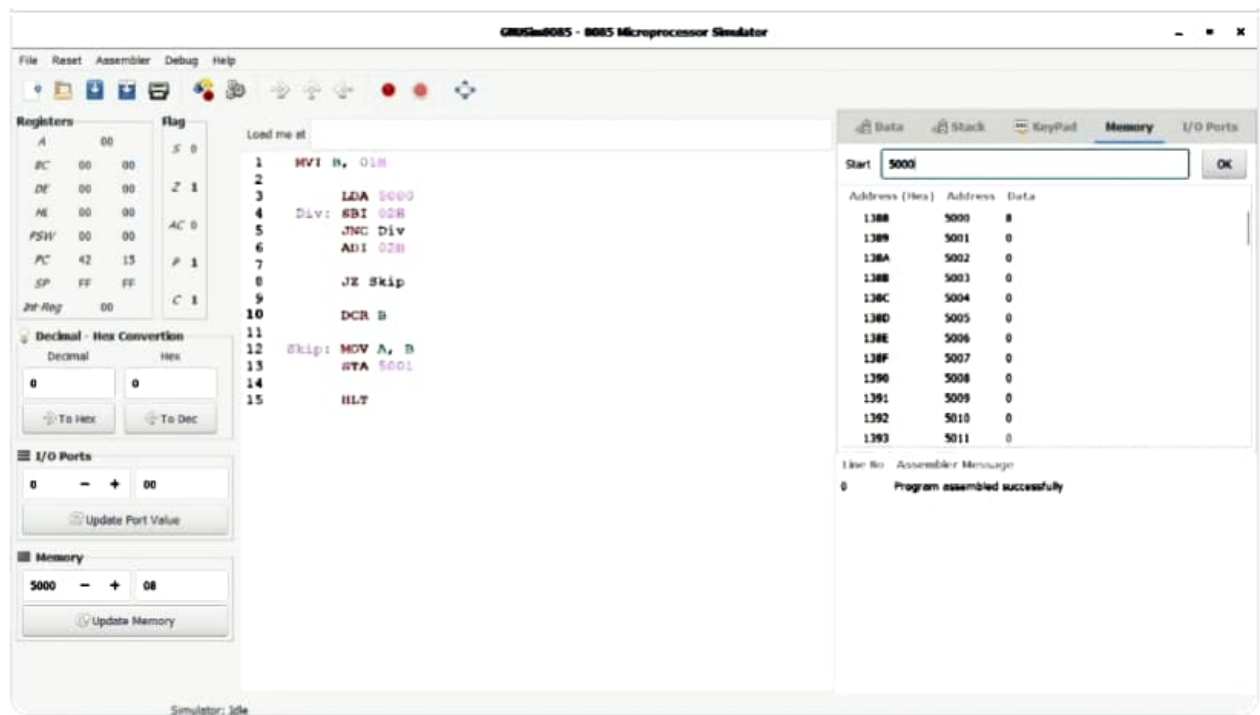 GNUSim8085 - 8085 Microprocessor Simulator
File Reset Assembler Debug Help
Registers Flag
A 00
BC 00 00
DE 00 00
HL 00 00
PSW 00 00
PC 42 15
SP FF FF
Int-Reg 00
S 0
Z 1
AC 0
P 1
C 1
Decimal - Hex Convertion
Decimal Hex
0 0
To Hex To Dec
I/O Ports
0 - + 00
Update Port Value
Memory
5000 - + 08
Update Memory
Load me at
1 MVI B, 01H
2
3 LDA 5000
4 Div: SBI 02H
5 JNC Div
6 ADI 02H
7
8 JZ Skip
9
10 DCR B
11
12 Skip: MOV A, B
13 STA 5001
14
15 HLT
Data Stack KeyPad Memory I/O Ports
Start 5000 OK
Address (Hex) Address Data
1388 5000 8
1389 5001 0
138A 5002 0
138B 5003 0
138C 5004 0
138D 5005 0
138E 5006 0
138F 5007 0
1390 5008 0
1391 5009 0
1392 5010 0
1393 5011 0
Line No Assembler Message
0 Program assembled successfully
Simulator: Idle